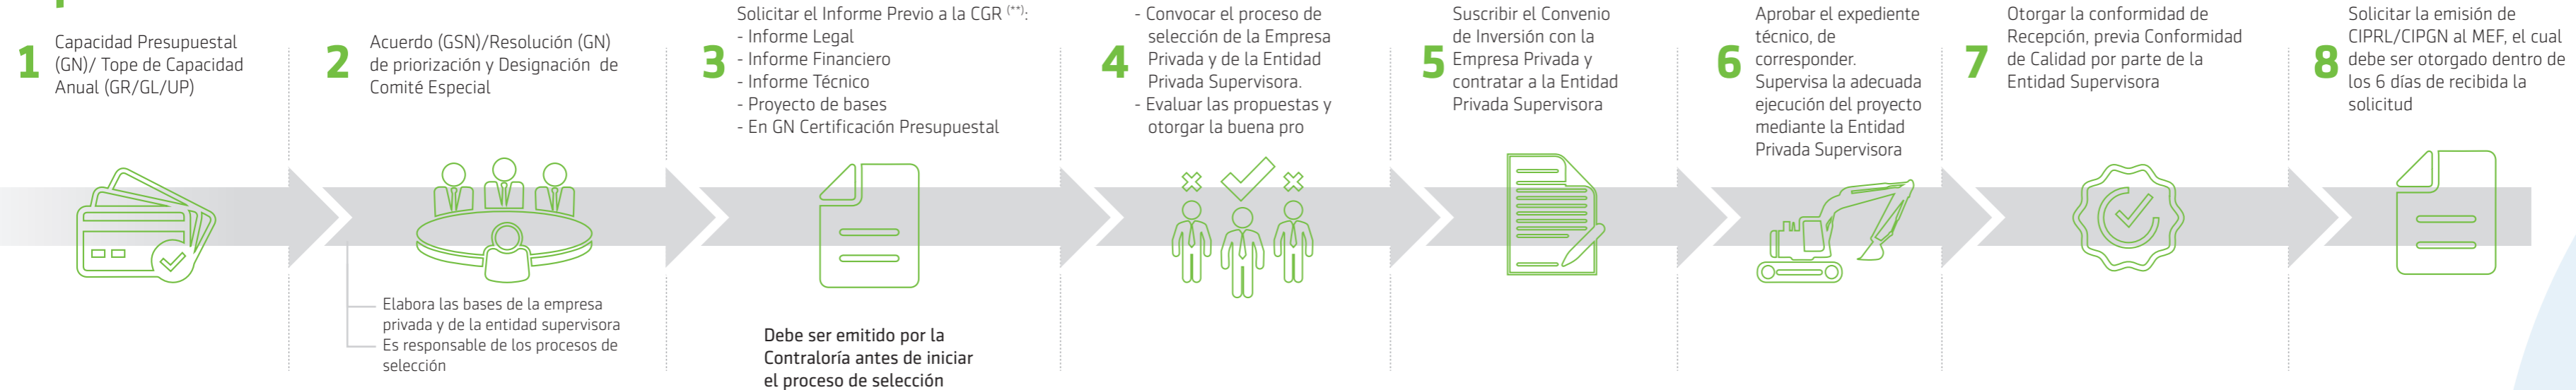 1
Capacidad Presupuestal
(GN)/ Tope de Capacidad
Anual (GR/GL/UP)
2
Acuerdo (GSN)/Resolución (GN)
de priorización y Designación de
Comité Especial
Elabora las bases de la empresa
privada y de la entidad supervisora
Es responsable de los procesos de
selección
3
Solicitar el Informe Previo a la CGR (**):
- Informe Legal
- Informe Financiero
- Informe Técnico
- Proyecto de bases
- En GN Certificación Presupuestal
Debe ser emitido por la
Contraloría antes de iniciar
el proceso de selección
4
- Convocar el proceso de
selección de la Empresa
Privada y de la Entidad
Privada Supervisora.
- Evaluar las propuestas y
otorgar la buena pro
5
Suscribir el Convenio
de Inversión con la
Empresa Privada y
contratar a la Entidad
Privada Supervisora
6
Aprobar el expediente
técnico, de
corresponder.
Supervisa la adecuada
ejecución del proyecto
mediante la Entidad
Privada Supervisora
7
Otorgar la conformidad de
Recepción, previa Conformidad
de Calidad por parte de la
Entidad Supervisora
8
Solicitar la emisión de
CIPRL/CIPGN al MEF, el cual
debe ser otorgado dentro de
los 6 días de recibida la
solicitud